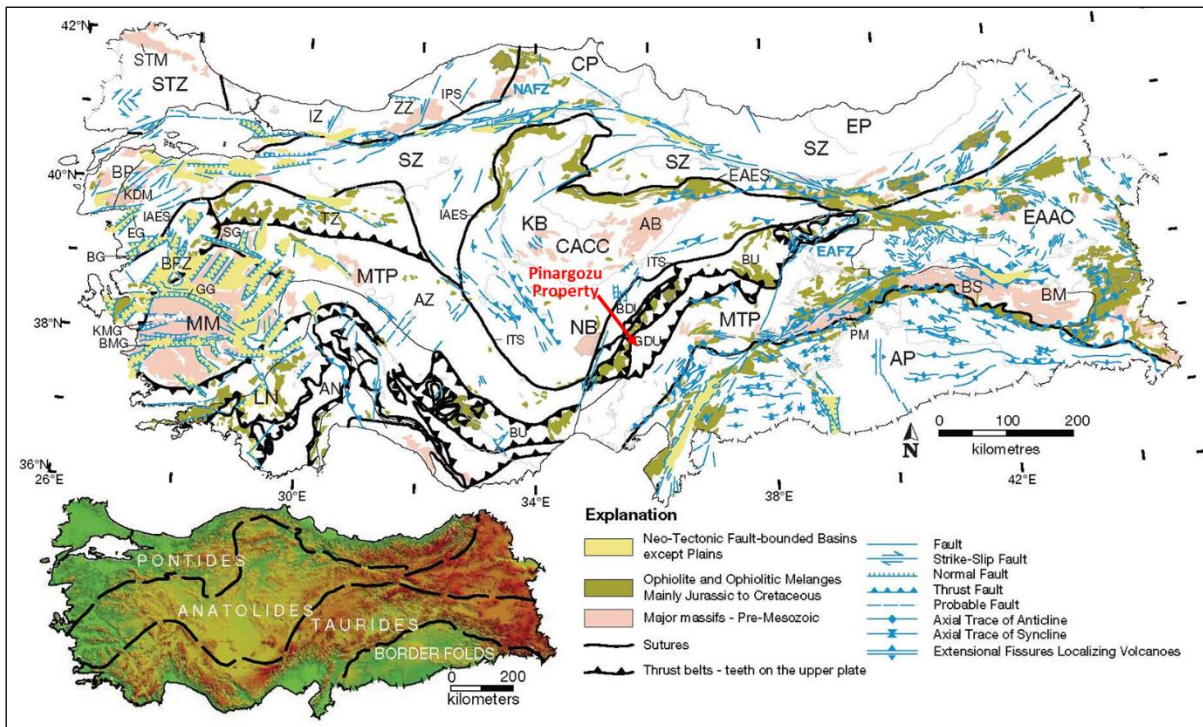 42°N
STM
STZ
CP
IPS
NAFZ
ZZ
IZ
EP
SZ
SZ
SZ
BP
40°N
KDM
EAES
IAES
IAES
TZ
EAAC
EG
SG
KB
AB
BG
BFZ
CACC
ITS
BU
EAFZ
MTP
Pinargozu
Property
GG
AZ
BDU
BS
BM
38°N
MM
NB
MTP
KMG
GDU
BMG
ITS
PM
AP
AN
LN
BU
N
0 100 200
kilometres
36°N
26°E
30°E
34°E
38°E
42°E
Explanation
Neo-Tectonic Fault-bounded Basins
except Plains
Ophiolite and Ophiolitic Melanges
Mainly Jurassic to Cretaceous
Major massifs - Pre-Mesozoic
Sutures
Thrust belts - teeth on the upper plate
Fault
Strike-Slip Fault
Normal Fault
Thrust Fault
Probable Fault
Axial Trace of Anticline
Axial Trace of Syncline
Extensional Fissures Localizing Volcanoes
PONTIDES
ANATOLIDES
TAURIDES
BORDER FOLDS
0 200
kilometers